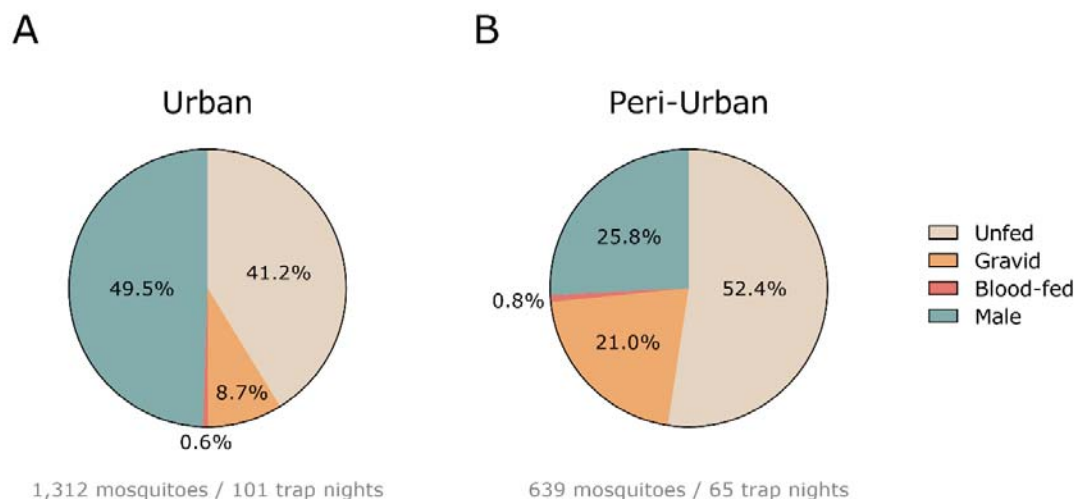 A
B
Urban
Peri-Urban
49.5%
41.2%
8.7%
0.6%
25.8%
0.8%
52.4%
21.0%
Unfed
Gravid
Blood-fed
Male
1,312 mosquitoes / 101 trap nights
639 mosquitoes / 65 trap nights